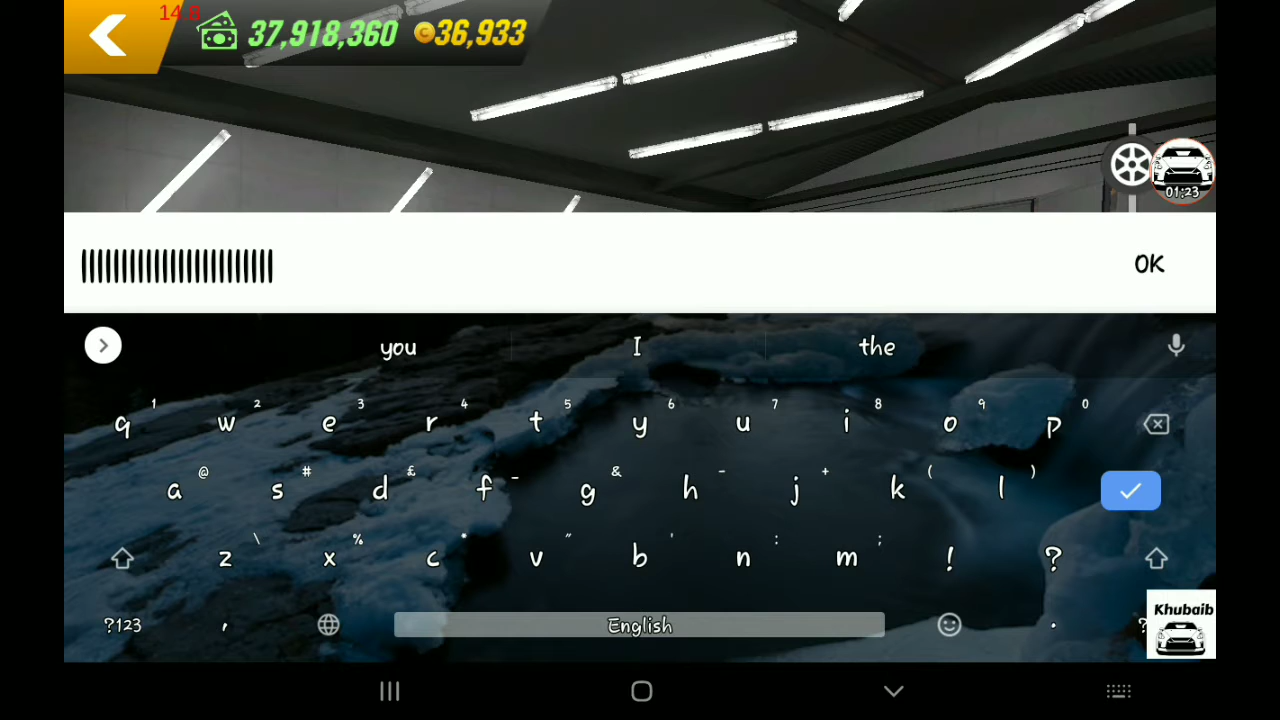 14.8
37,918,360 C 36,933
01:23
||||||||||||||||||||||||
OK
you I the
1 2 3 4 5 6 7 8 9 0
q w e r t y u i o p
@ # £ _ & - + ( )
a s d f g h j k l
\ % * " ' : ;
z x c v b n m ! ?
?123 , English .
Khubaib